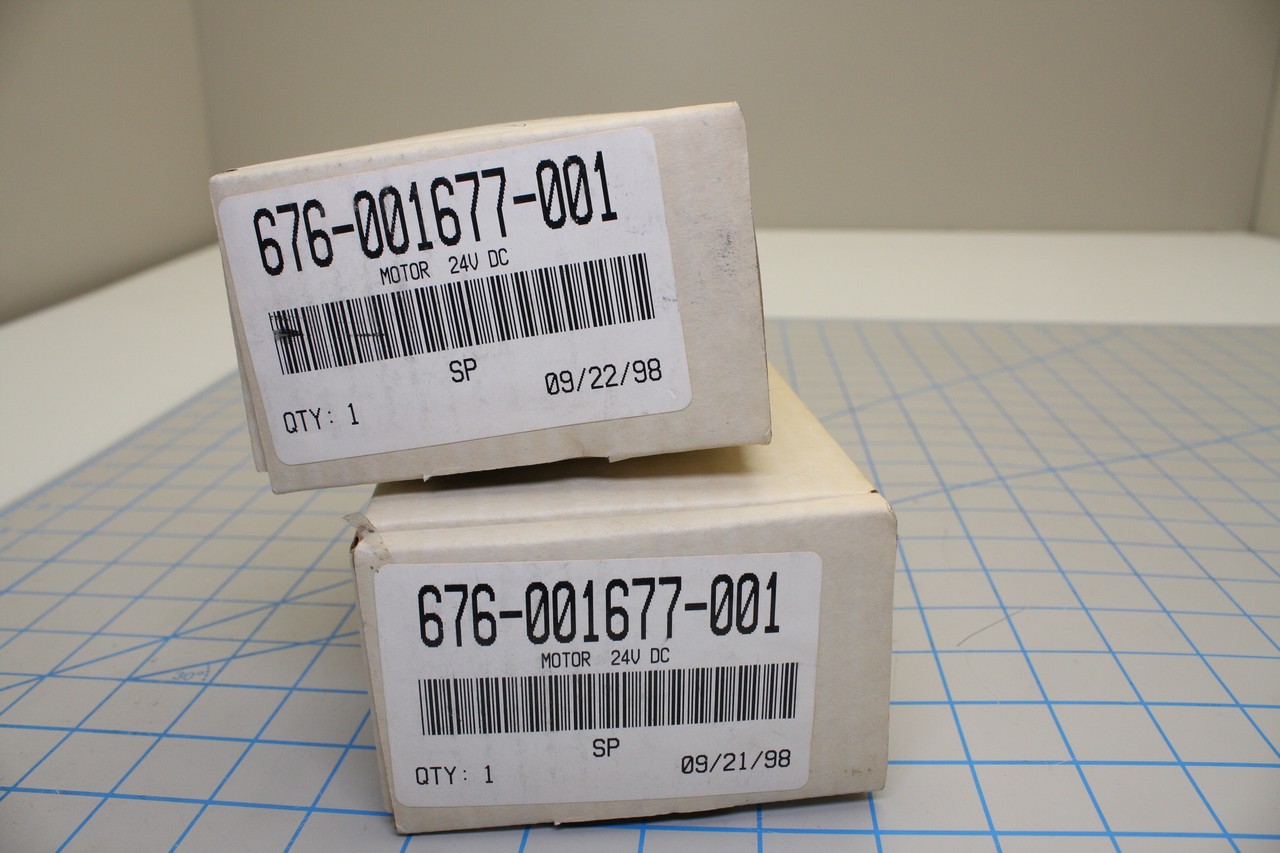 676-001677-001
MOTOR 24V DC
SP
09/22/98
QTY: 1
676-001677-001
MOTOR 24V DC
SP
QTY: 1
09/21/98